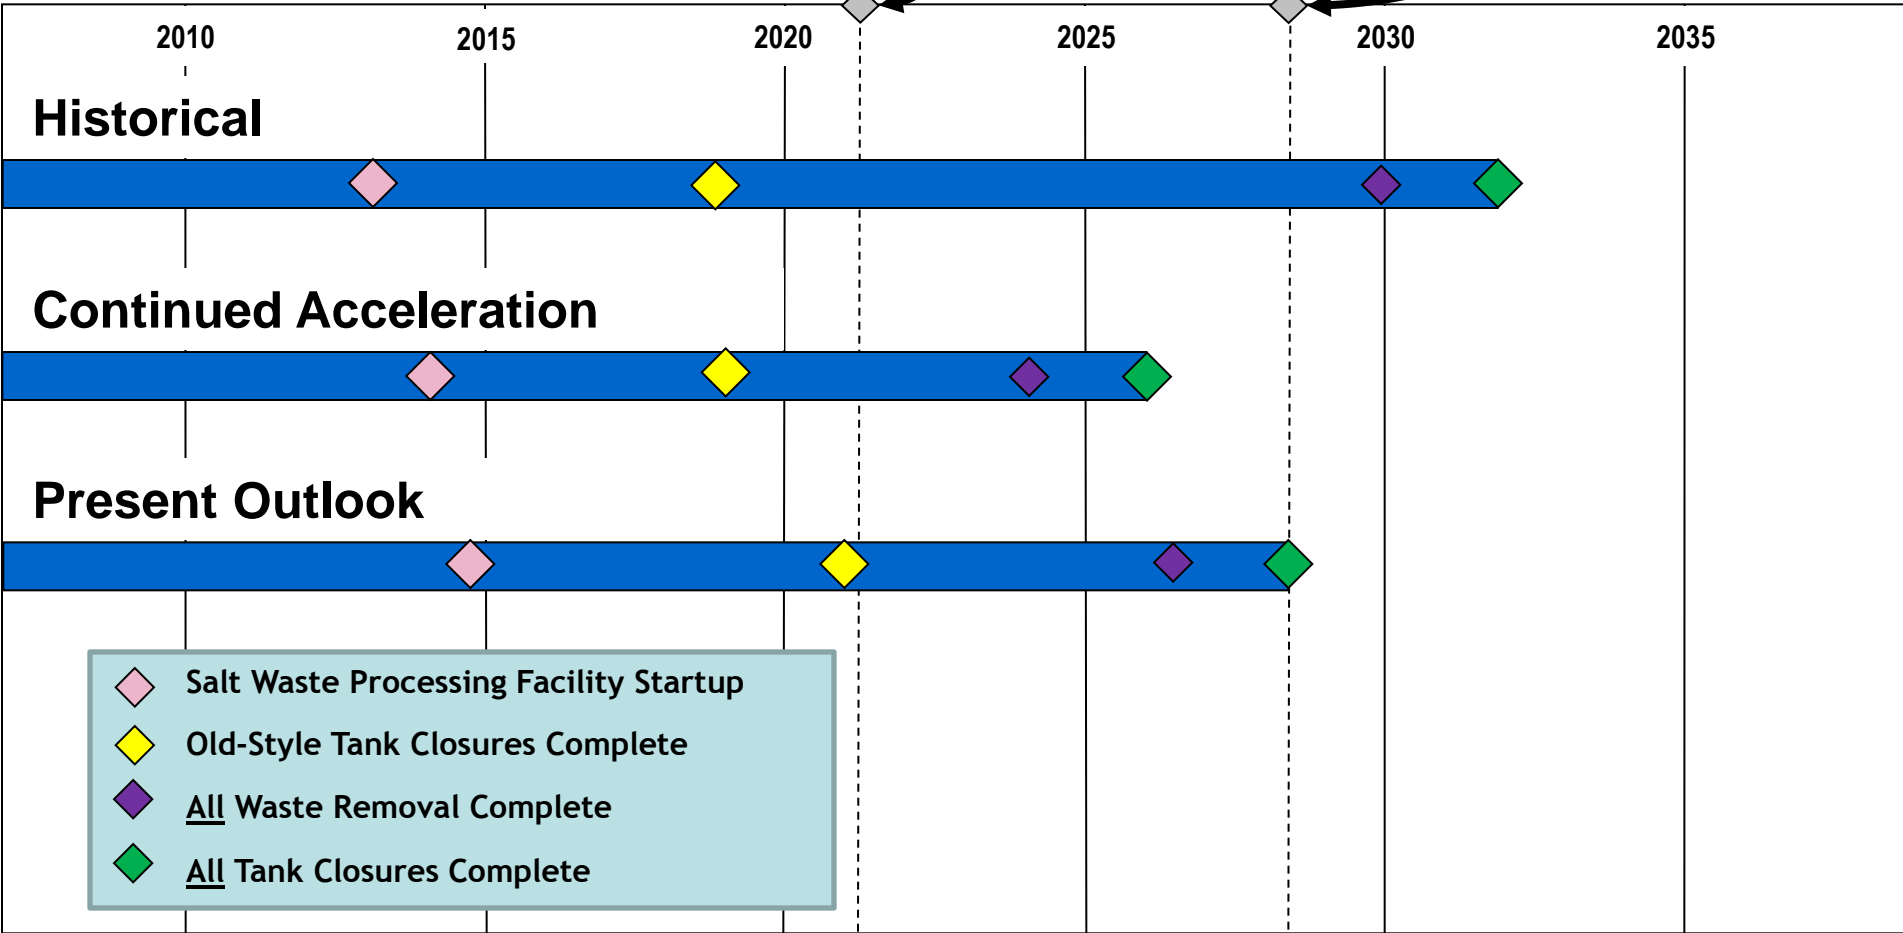 2010 2015 2020 2025 2030 2035
Historical
Continued Acceleration
Present Outlook
Salt Waste Processing Facility Startup
Old-Style Tank Closures Complete
All Waste Removal Complete
All Tank Closures Complete